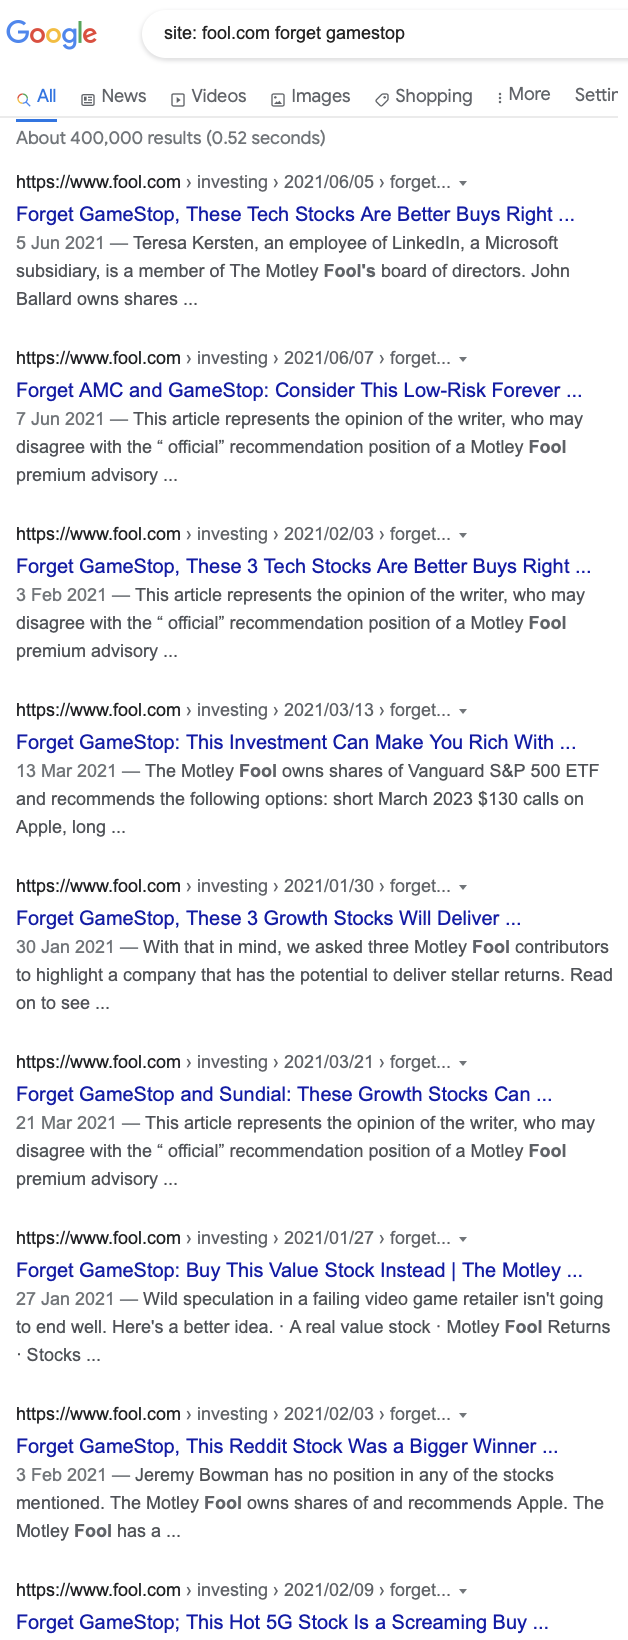 Google
site: fool.com forget gamestop
All News Videos Images Shopping More Settin
About 400,000 results (0.52 seconds)
https://www.fool.com › investing › 2021/06/05 › forget...
Forget GameStop, These Tech Stocks Are Better Buys Right ...
5 Jun 2021 — Teresa Kersten, an employee of LinkedIn, a Microsoft
subsidiary, is a member of The Motley Fool's board of directors. John
Ballard owns shares ...
https://www.fool.com › investing › 2021/06/07 › forget...
Forget AMC and GameStop: Consider This Low-Risk Forever ...
7 Jun 2021 — This article represents the opinion of the writer, who may
disagree with the “ official” recommendation position of a Motley Fool
premium advisory ...
https://www.fool.com › investing › 2021/02/03 › forget...
Forget GameStop, These 3 Tech Stocks Are Better Buys Right ...
3 Feb 2021 — This article represents the opinion of the writer, who may
disagree with the “ official” recommendation position of a Motley Fool
premium advisory ...
https://www.fool.com › investing › 2021/03/13 › forget...
Forget GameStop: This Investment Can Make You Rich With ...
13 Mar 2021 — The Motley Fool owns shares of Vanguard S&P 500 ETF
and recommends the following options: short March 2023 $130 calls on
Apple, long ...
https://www.fool.com › investing › 2021/01/30 › forget...
Forget GameStop, These 3 Growth Stocks Will Deliver ...
30 Jan 2021 — With that in mind, we asked three Motley Fool contributors
to highlight a company that has the potential to deliver stellar returns. Read
on to see ...
https://www.fool.com › investing › 2021/03/21 › forget...
Forget GameStop and Sundial: These Growth Stocks Can ...
21 Mar 2021 — This article represents the opinion of the writer, who may
disagree with the “ official” recommendation position of a Motley Fool
premium advisory ...
https://www.fool.com › investing › 2021/01/27 › forget...
Forget GameStop: Buy This Value Stock Instead | The Motley ...
27 Jan 2021 — Wild speculation in a failing video game retailer isn't going
to end well. Here's a better idea. · A real value stock · Motley Fool Returns
· Stocks ...
https://www.fool.com › investing › 2021/02/03 › forget...
Forget GameStop, This Reddit Stock Was a Bigger Winner ...
3 Feb 2021 — Jeremy Bowman has no position in any of the stocks
mentioned. The Motley Fool owns shares of and recommends Apple. The
Motley Fool has a ...
https://www.fool.com › investing › 2021/02/09 › forget...
Forget GameStop; This Hot 5G Stock Is a Screaming Buy ...